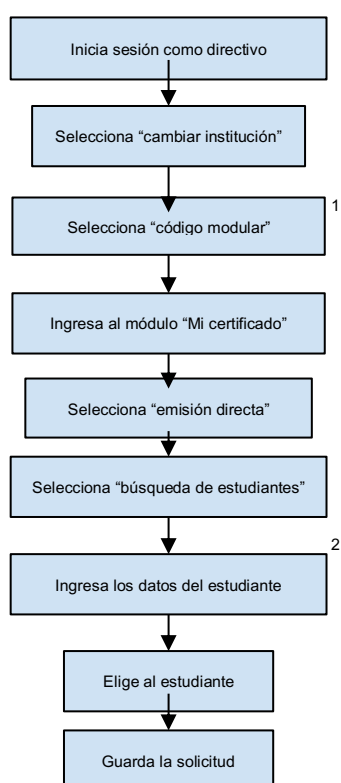 Inicia sesión como directivo
Selecciona “cambiar institución”
1
Selecciona “código modular”
Ingresa al módulo “Mi certificado”
Selecciona “emisión directa”
Selecciona “búsqueda de estudiantes”
2
Ingresa los datos del estudiante
Elige al estudiante
Guarda la solicitud